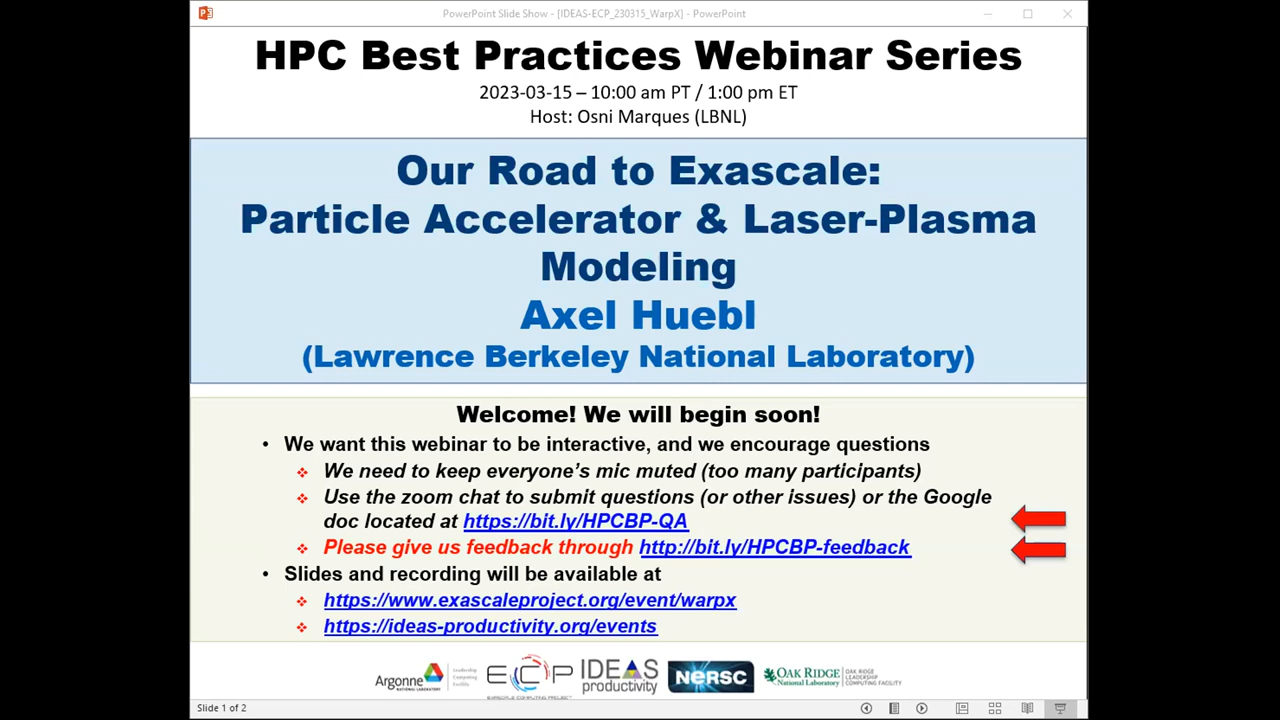 PowerPoint Slide Show - [IDEAS-ECP_230315_WarpX] - PowerPoint
HPC Best Practices Webinar Series
2023-03-15 – 10:00 am PT / 1:00 pm ET
Host: Osni Marques (LBNL)
Our Road to Exascale:
Particle Accelerator & Laser-Plasma
Modeling
Axel Huebl
(Lawrence Berkeley National Laboratory)
Welcome! We will begin soon!
• We want this webinar to be interactive, and we encourage questions
❖ We need to keep everyone’s mic muted (too many participants)
❖ Use the zoom chat to submit questions (or other issues) or the Google
doc located at https://bit.ly/HPCBP-QA
❖ Please give us feedback through http://bit.ly/HPCBP-feedback
• Slides and recording will be available at
❖ https://www.exascaleproject.org/event/warpx
❖ https://ideas-productivity.org/events
Argonne
NATIONAL LABORATORY
Leadership
Computing
Facility
ECP
EXASCALE COMPUTING PROJECT
IDEAS
productivity
NERSC
OAK RIDGE
National Laboratory
OAK RIDGE
LEADERSHIP
COMPUTING FACILITY
Slide 1 of 2